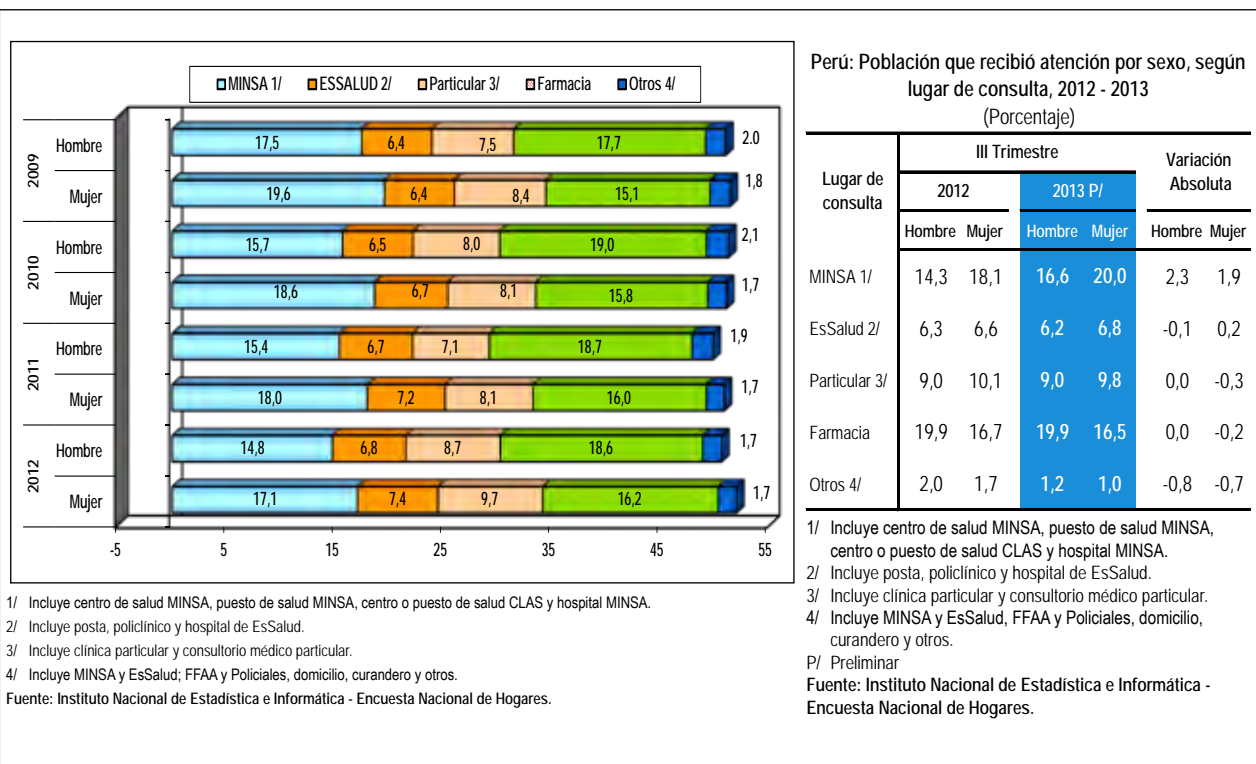 MINSA 1/ ESSALUD 2/ Particular 3/ Farmacia Otros 4/
2009
Hombre 17,5 6,4 7,5 17,7 2.0
Mujer 19,6 6,4 8,4 15,1 1,8
2010
Hombre 15,7 6,5 8,0 19,0 2,1
Mujer 18,6 6,7 8,1 15,8 1,7
2011
Hombre 15,4 6,7 7,1 18,7 1,9
Mujer 18,0 7,2 8,1 16,0 1,7
2012
Hombre 14,8 6,8 8,7 18,6 1,7
Mujer 17,1 7,4 9,7 16,2 1,7
-5 5 15 25 35 45 55
1/ Incluye centro de salud MINSA, puesto de salud MINSA, centro o puesto de salud CLAS y hospital MINSA.
2/ Incluye posta, policlínico y hospital de EsSalud.
3/ Incluye clínica particular y consultorio médico particular.
4/ Incluye MINSA y EsSalud; FFAA y Policiales, domicilio, curandero y otros.
Fuente: Instituto Nacional de Estadística e Informática - Encuesta Nacional de Hogares.
Perú: Población que recibió atención por sexo, según
lugar de consulta, 2012 - 2013
(Porcentaje)
Lugar de
consulta
III Trimestre
Variación
Absoluta
2012 2013 P/
Hombre Mujer Hombre Mujer Hombre Mujer
MINSA 1/ 14,3 18,1 16,6 20,0 2,3 1,9
EsSalud 2/ 6,3 6,6 6,2 6,8 -0,1 0,2
Particular 3/ 9,0 10,1 9,0 9,8 0,0 -0,3
Farmacia 19,9 16,7 19,9 16,5 0,0 -0,2
Otros 4/ 2,0 1,7 1,2 1,0 -0,8 -0,7
1/ Incluye centro de salud MINSA, puesto de salud MINSA,
centro o puesto de salud CLAS y hospital MINSA.
2/ Incluye posta, policlínico y hospital de EsSalud.
3/ Incluye clínica particular y consultorio médico particular.
4/ Incluye MINSA y EsSalud, FFAA y Policiales, domicilio,
curandero y otros.
P/ Preliminar
Fuente: Instituto Nacional de Estadística e Informática -
Encuesta Nacional de Hogares.